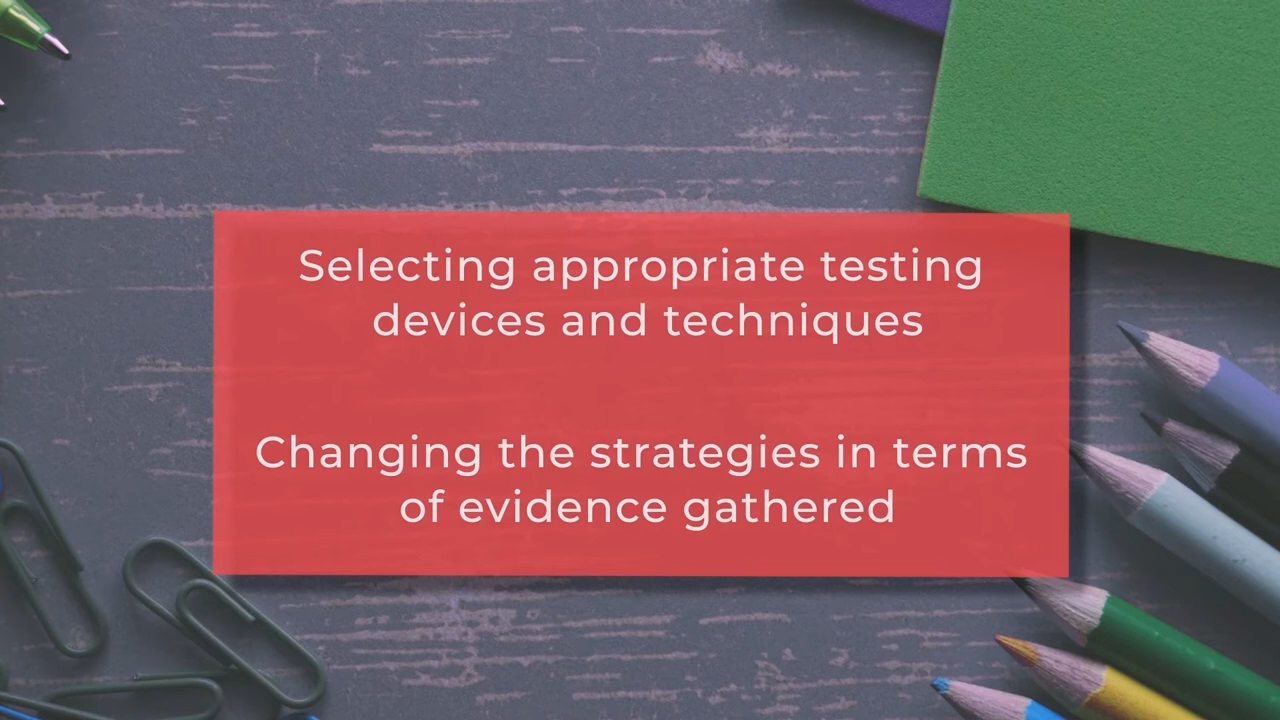 Selecting appropriate testing
devices and techniques
Changing the strategies in terms
of evidence gathered